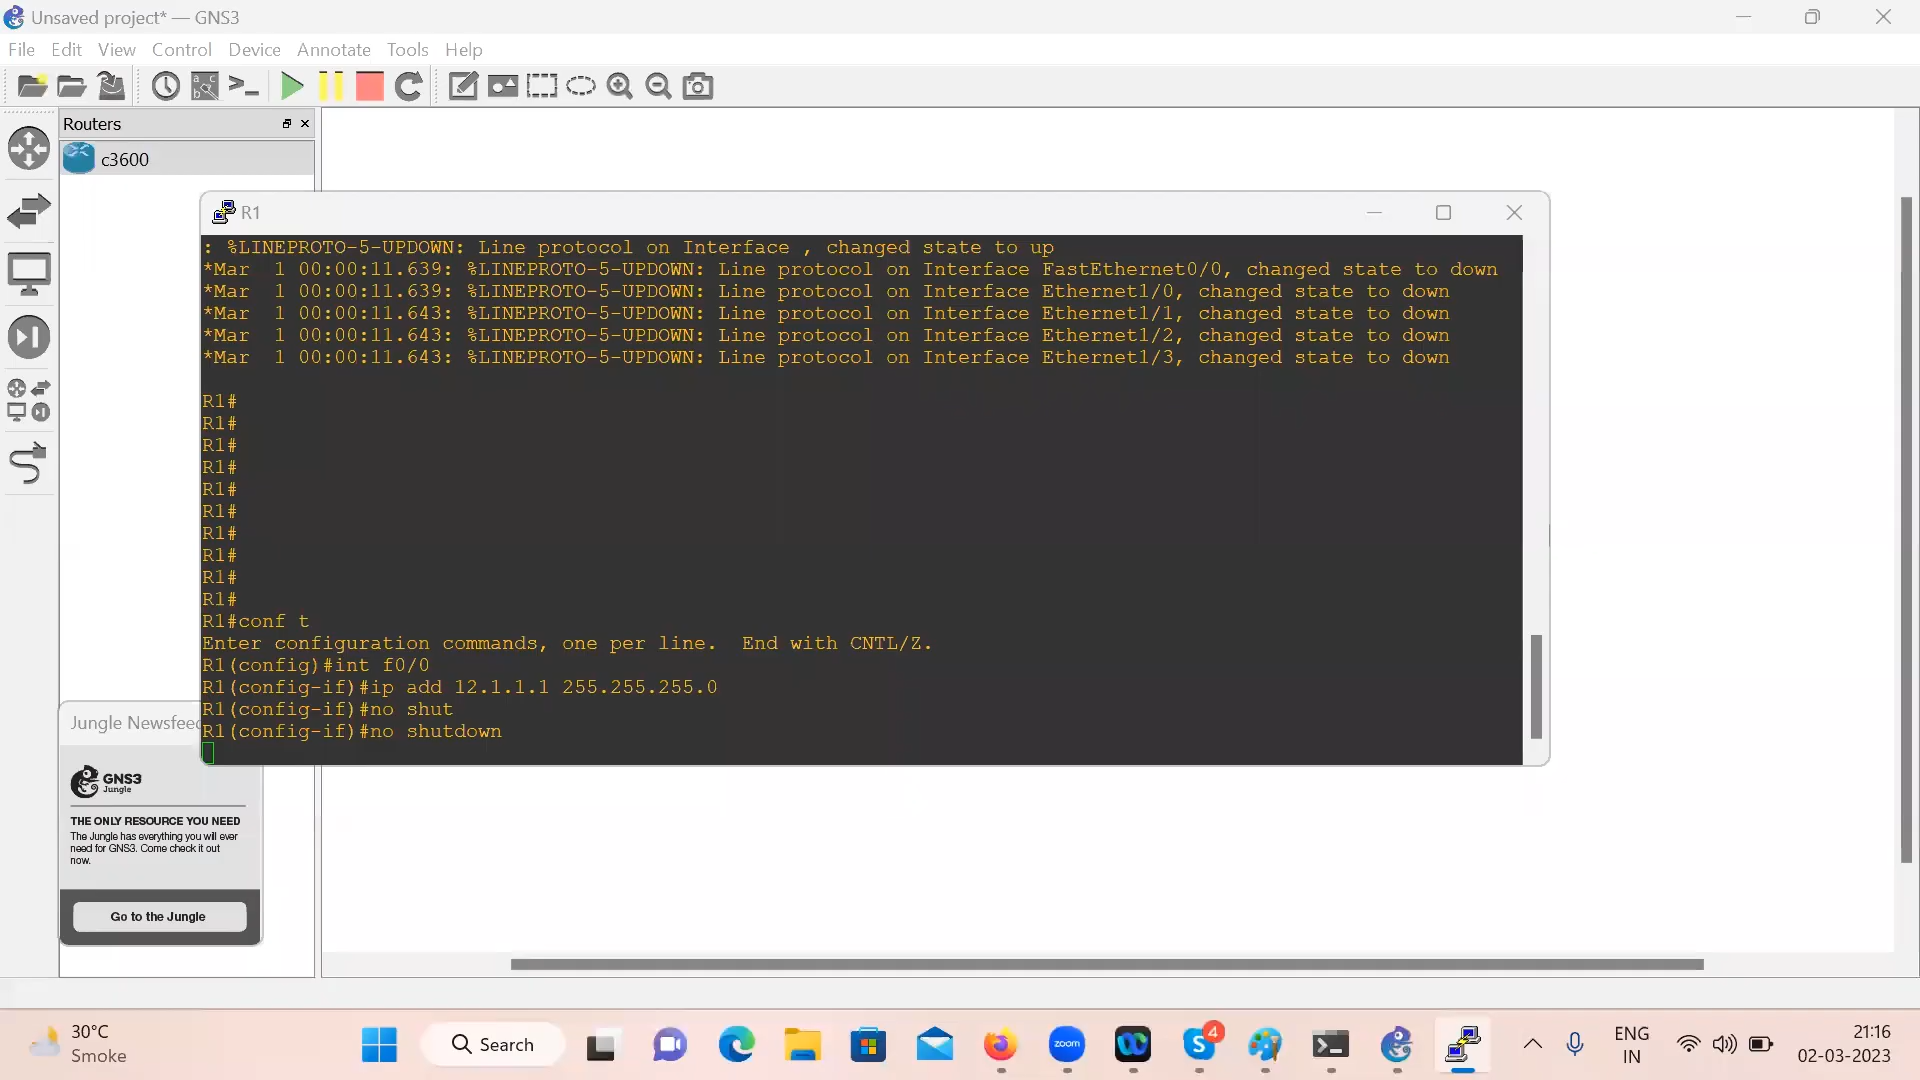 Unsaved project* — GNS3
File Edit View Control Device Annotate Tools Help
Routers
c3600
R1
: %LINEPROTO-5-UPDOWN: Line protocol on Interface , changed state to up
*Mar  1 00:00:11.639: %LINEPROTO-5-UPDOWN: Line protocol on Interface FastEthernet0/0, changed state to down
*Mar  1 00:00:11.639: %LINEPROTO-5-UPDOWN: Line protocol on Interface Ethernet1/0, changed state to down
*Mar  1 00:00:11.643: %LINEPROTO-5-UPDOWN: Line protocol on Interface Ethernet1/1, changed state to down
*Mar  1 00:00:11.643: %LINEPROTO-5-UPDOWN: Line protocol on Interface Ethernet1/2, changed state to down
*Mar  1 00:00:11.643: %LINEPROTO-5-UPDOWN: Line protocol on Interface Ethernet1/3, changed state to down
R1#
R1#
R1#
R1#
R1#
R1#
R1#
R1#
R1#
R1#
R1#conf t
Enter configuration commands, one per line.  End with CNTL/Z.
R1(config)#int f0/0
R1(config-if)#ip add 12.1.1.1 255.255.255.0
R1(config-if)#no shut
R1(config-if)#no shutdown
Jungle Newsfeed
GNS3
Jungle
THE ONLY RESOURCE YOU NEED
The Jungle has everything you will ever
need for GNS3. Come check it out
now.
Go to the Jungle
30°C
Smoke
Search
zoom
S 4
ENG
IN
21:16
02-03-2023